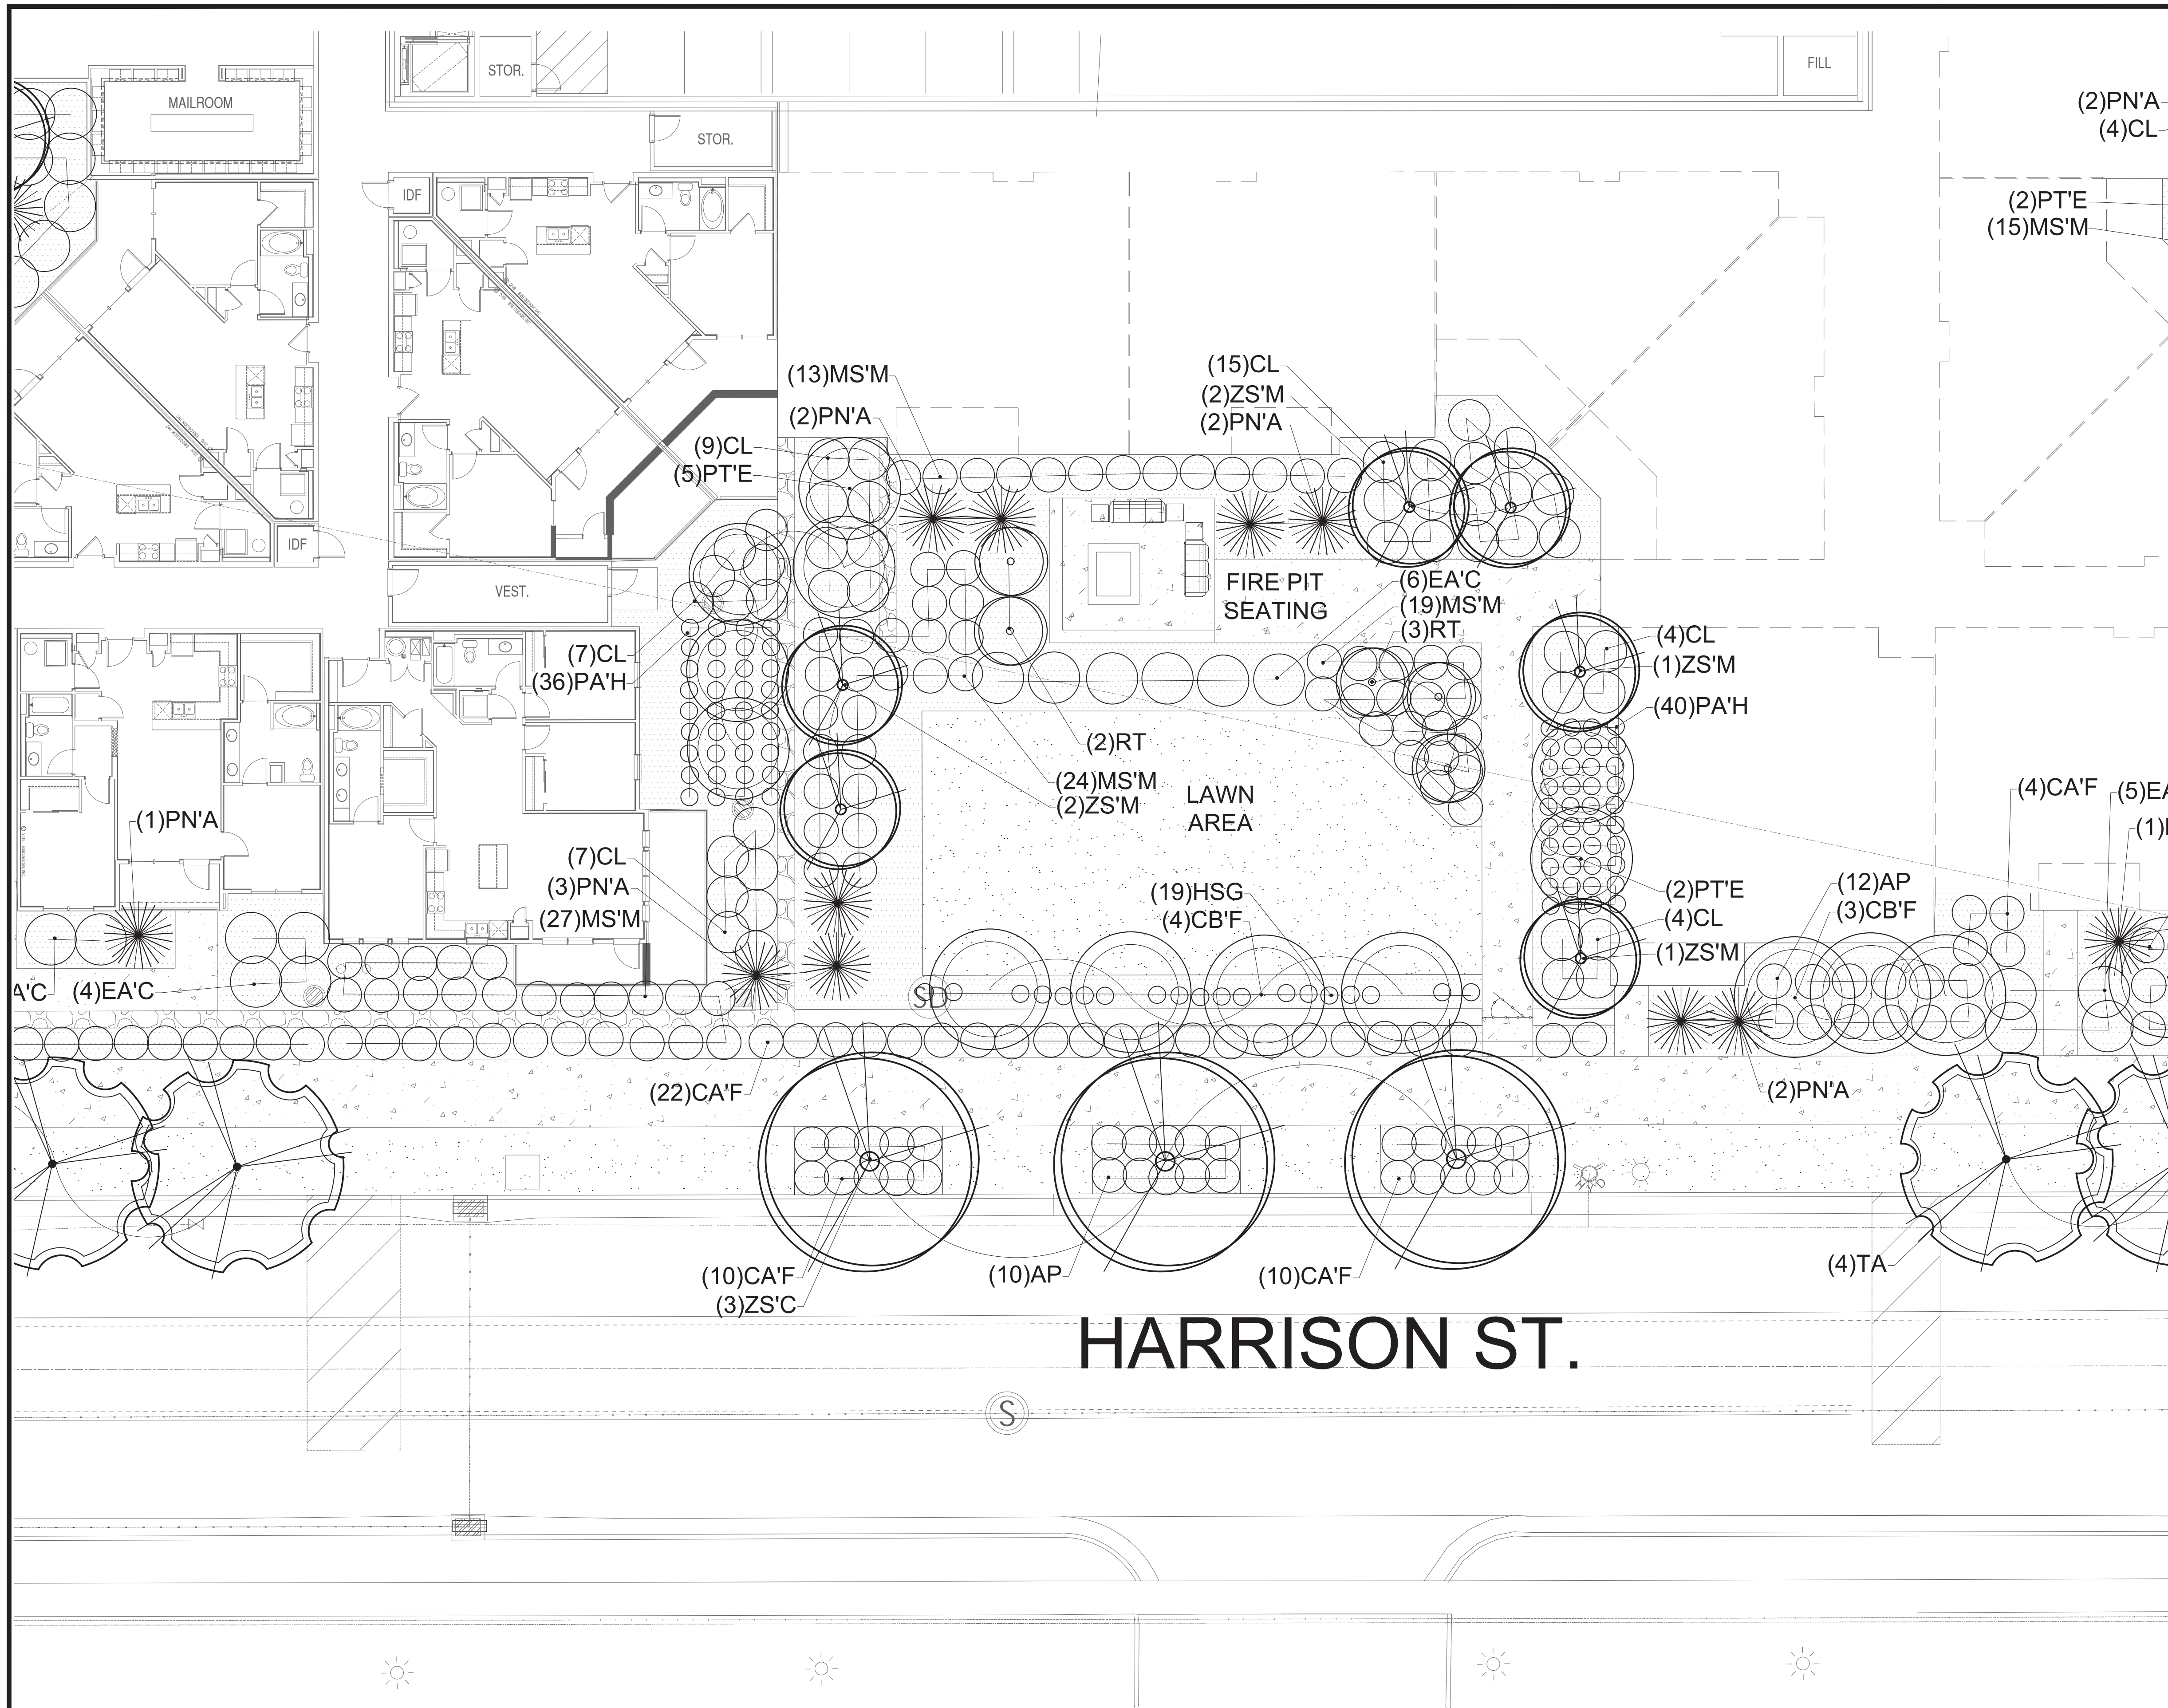 STOR.
FILL
MAILROOM
(2)PN'A
(4)CL
STOR.
IDF
(2)PT'E
(15)MS'M
(13)MS'M
(15)CL
(2)ZS'M
(2)PN'A
(2)PN'A
(9)CL
(5)PT'E
IDF
VEST.
FIRE PIT
SEATING
(6)EA'C
(19)MS'M
(3)RT
(7)CL
(36)PA'H
(4)CL
(1)ZS'M
(40)PA'H
(2)RT
(24)MS'M
(2)ZS'M
LAWN
AREA
(4)CA'F
(5)EA
(1)PN'A
(7)CL
(3)PN'A
(27)MS'M
(19)HSG
(4)CB'F
(2)PT'E
(4)CL
(1)ZS'M
(12)AP
(3)CB'F
A'C
(4)EA'C
SD
(22)CA'F
(2)PN'A
(10)CA'F
(3)ZS'C
(10)AP
(10)CA'F
(4)TA
HYD
HARRISON ST.
S